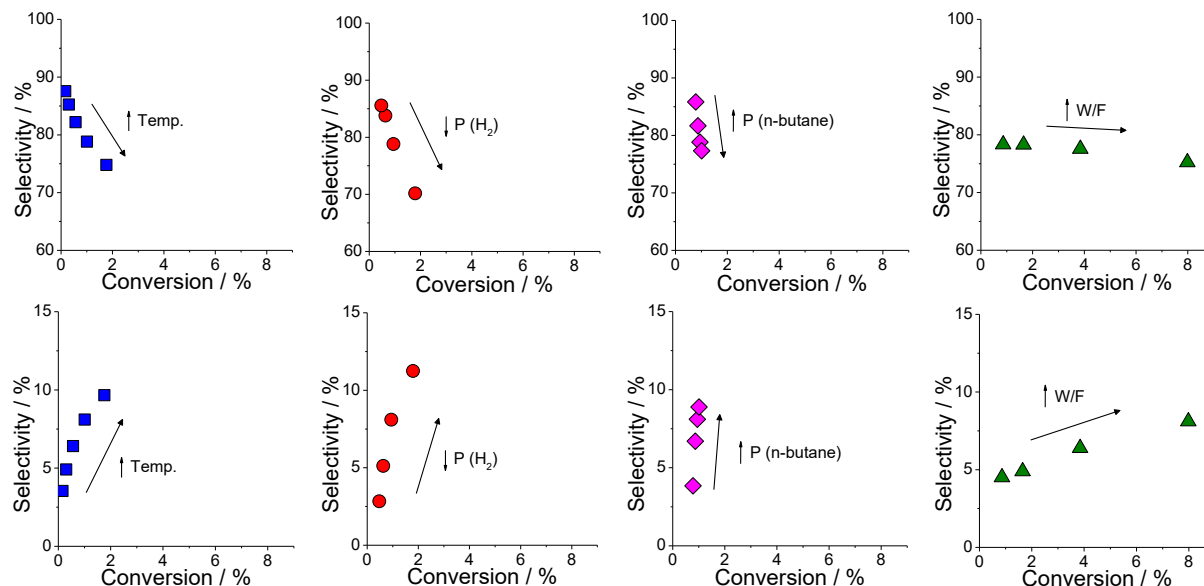 100
90
80
70
60
Selectivity / %
↑ Temp.
0 2 4 6 8
Conversion / %
100
90
80
70
60
Selectivity / %
↓ P (H₂)
0 2 4 6 8
Coversion / %
100
90
80
70
60
Selectivity / %
↑ P (n-butane)
0 2 4 6 8
Conversion / %
100
90
80
70
60
Selectivity / %
↑ W/F
0 2 4 6 8
Conversion / %
15
10
5
0
Selectivity / %
↑ Temp.
0 2 4 6 8
Conversion / %
15
10
5
0
Selectivity / %
↓ P (H₂)
0 2 4 6 8
Conversion / %
15
10
5
0
Selectivity / %
↑ P (n-butane)
0 2 4 6 8
Conversion / %
15
10
5
0
Selectivity / %
↑ W/F
0 2 4 6 8
Conversion / %